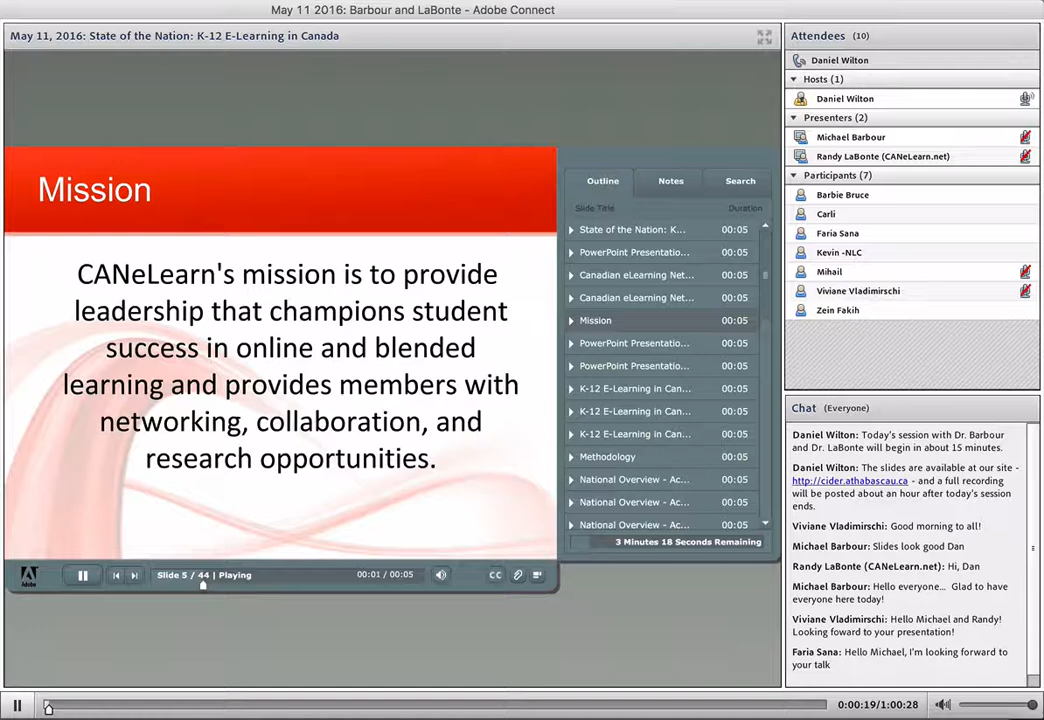 May 11 2016: Barbour and LaBonte - Adobe Connect
May 11, 2016: State of the Nation: K-12 E-Learning in Canada
Mission
CANeLearn's mission is to provide
leadership that champions student
success in online and blended
learning and provides members with
networking, collaboration, and
research opportunities.
Outline Notes Search
Slide Title Duration
State of the Nation: K... 00:05
PowerPoint Presentatio... 00:05
Canadian eLearning Net... 00:05
Canadian eLearning Net... 00:05
Mission 00:05
PowerPoint Presentatio... 00:05
PowerPoint Presentatio... 00:05
K-12 E-Learning in Can... 00:05
K-12 E-Learning in Can... 00:05
K-12 E-Learning in Can... 00:05
Methodology 00:05
National Overview - Ac... 00:05
National Overview - Ac... 00:05
National Overview - Ac... 00:05
3 Minutes 18 Seconds Remaining
Adobe
Slide 5 / 44 | Playing 00:01 / 00:05 CC
Attendees (10)
Daniel Wilton
Hosts (1)
Daniel Wilton
Presenters (2)
Michael Barbour
Randy LaBonte (CANeLearn.net)
Participants (7)
Barbie Bruce
Carli
Faria Sana
Kevin -NLC
Mihail
Viviane Vladimirschi
Zein Fakih
Chat (Everyone)
Daniel Wilton: Today's session with Dr. Barbour
and Dr. LaBonte will begin in about 15 minutes.
Daniel Wilton: The slides are available at our site -
http://cider.athabascau.ca - and a full recording
will be posted about an hour after today's session
ends.
Viviane Vladimirschi: Good morning to all!
Michael Barbour: Slides look good Dan
Randy LaBonte (CANeLearn.net): Hi, Dan
Michael Barbour: Hello everyone... Glad to have
everyone here today!
Viviane Vladimirschi: Hello Michael and Randy!
Looking foward to your presentation!
Faria Sana: Hello Michael, I'm looking forward to
your talk
0:00:19/1:00:28